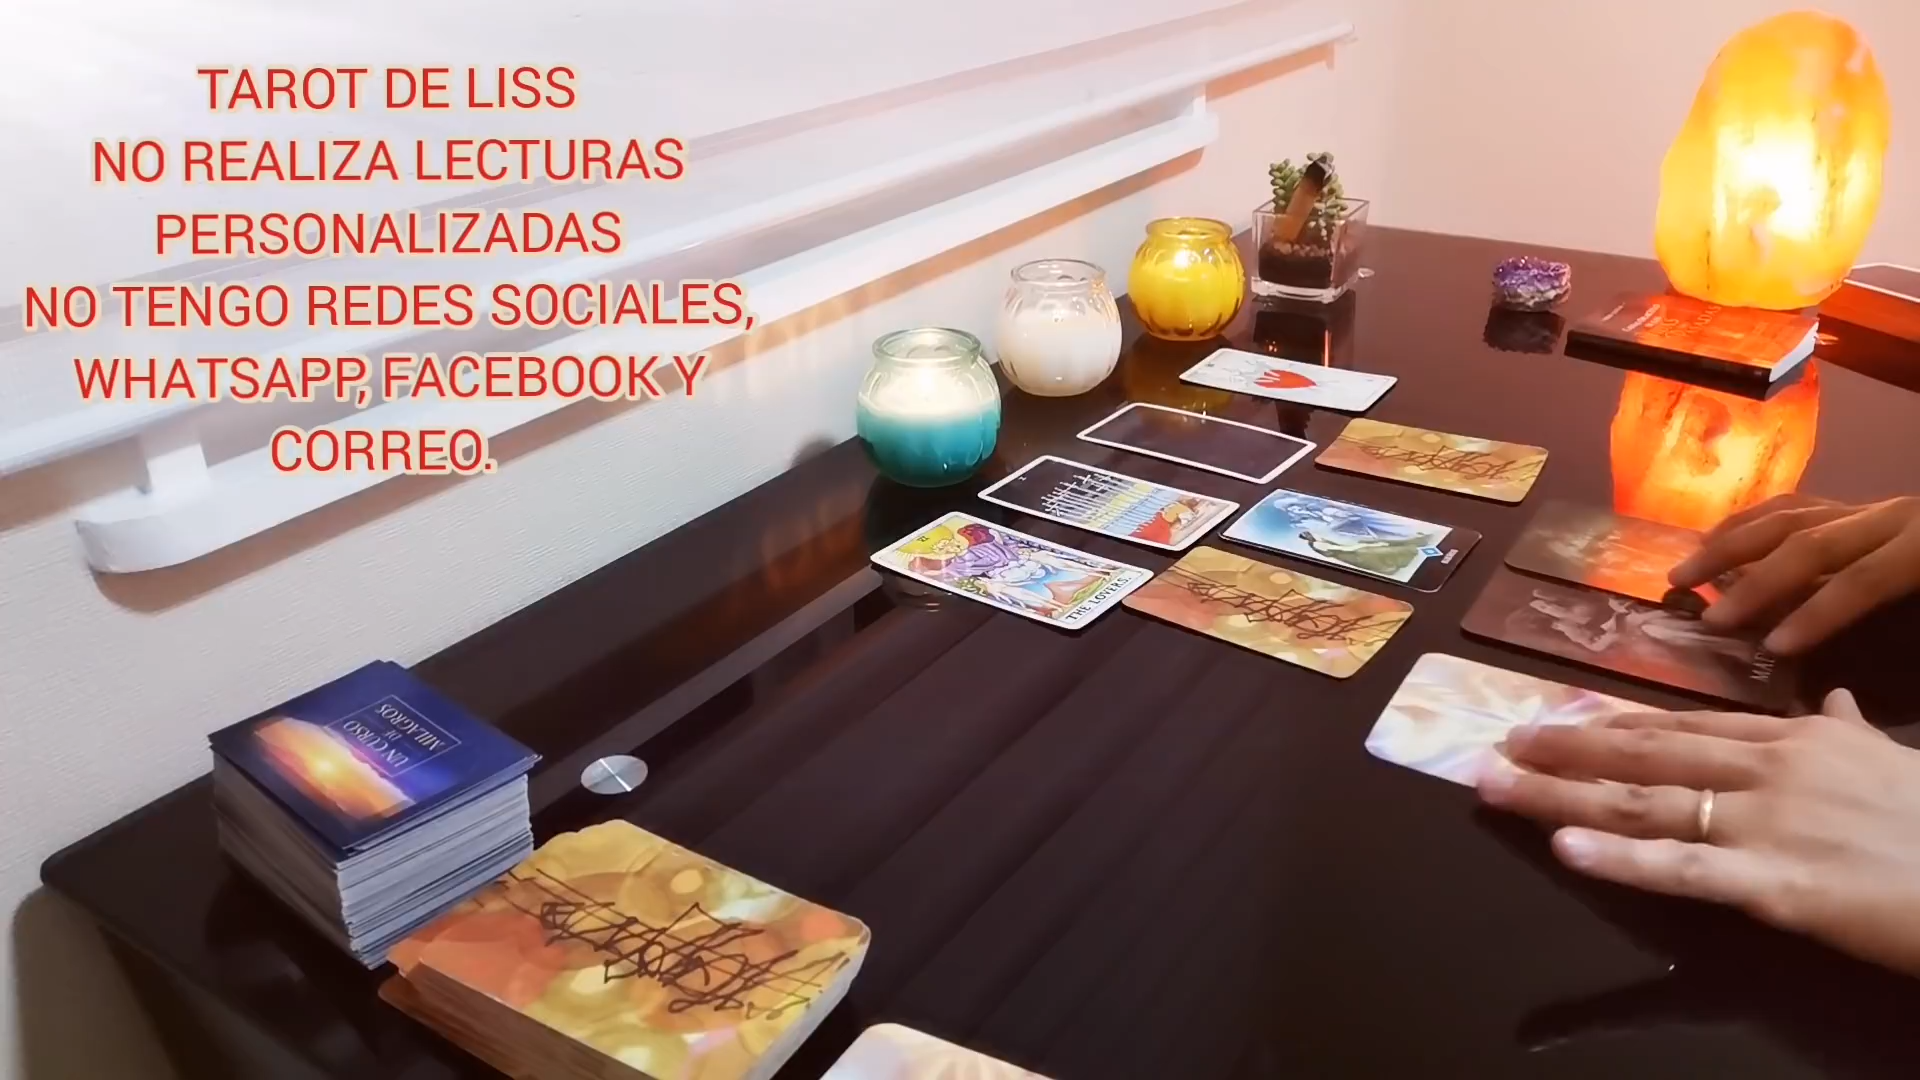 TAROT DE LISS
NO REALIZA LECTURAS
PERSONALIZADAS
NO TENGO REDES SOCIALES,
WHATSAPP, FACEBOOK Y
CORREO.
THE LOVERS.
UN CURSO
DE
MILAGROS